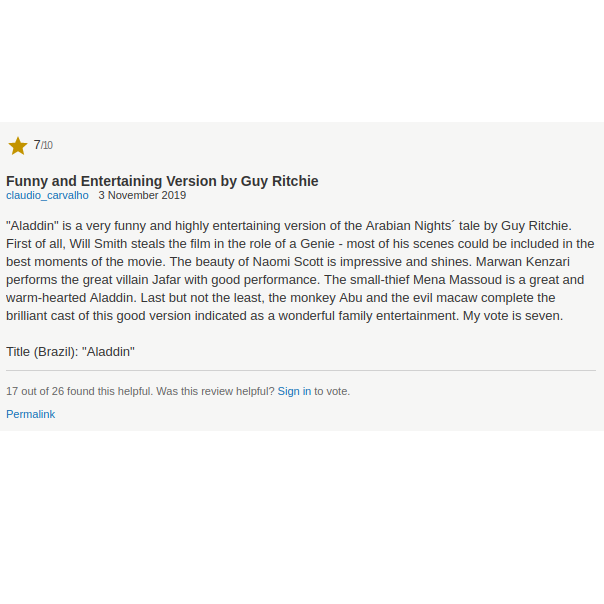 7/10
Funny and Entertaining Version by Guy Ritchie
claudio_carvalho 3 November 2019
"Aladdin" is a very funny and highly entertaining version of the Arabian Nights´ tale by Guy Ritchie.
First of all, Will Smith steals the film in the role of a Genie - most of his scenes could be included in the
best moments of the movie. The beauty of Naomi Scott is impressive and shines. Marwan Kenzari
performs the great villain Jafar with good performance. The small-thief Mena Massoud is a great and
warm-hearted Aladdin. Last but not the least, the monkey Abu and the evil macaw complete the
brilliant cast of this good version indicated as a wonderful family entertainment. My vote is seven.
Title (Brazil): "Aladdin"
17 out of 26 found this helpful. Was this review helpful? Sign in to vote.
Permalink